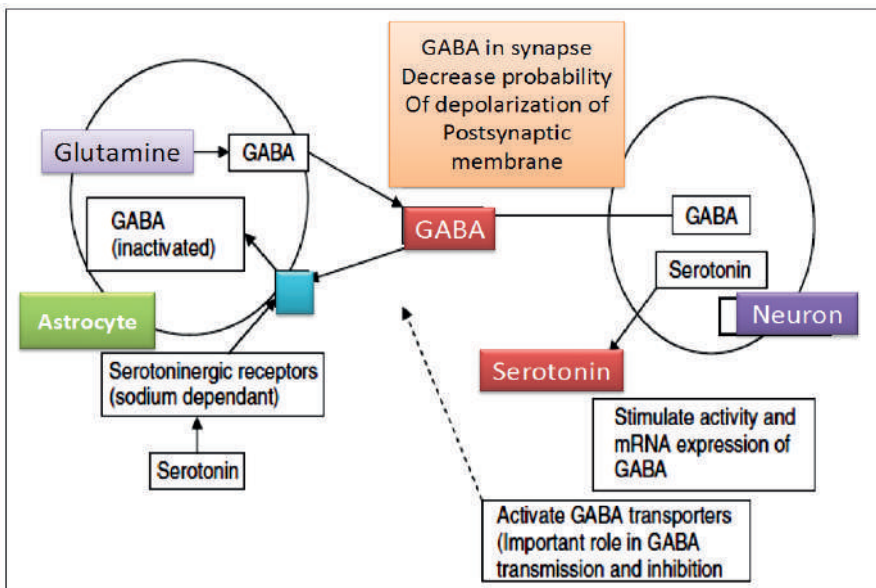 GABA in synapse
Decrease probability
Of depolarization of
Postsynaptic
membrane
Glutamine
GABA
GABA
(inactivated)
GABA
GABA
Serotonin
Astrocyte
Neuron
Serotoninergic receptors
(sodium dependant)
Serotonin
Serotonin
Stimulate activity and
mRNA expression of
GABA
Activate GABA transporters
(Important role in GABA
transmission and inhibition